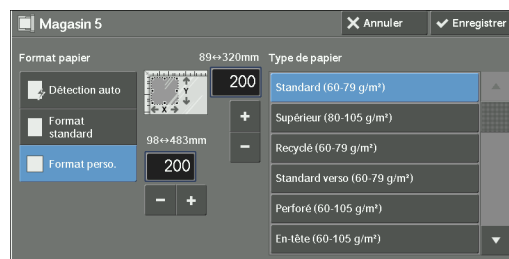 Magasin 5
Annuler
Enregistrer
Format papier
89↔320mm
Type de papier
Détection auto
Y
X
200
+
−
Format
standard
98↔483mm
Format perso.
200
− +
Standard (60-79 g/m²)
Supérieur (80-105 g/m²)
Recyclé (60-79 g/m²)
Standard verso (60-79 g/m²)
Perforé (60-105 g/m²)
En-tête (60-105 g/m²)